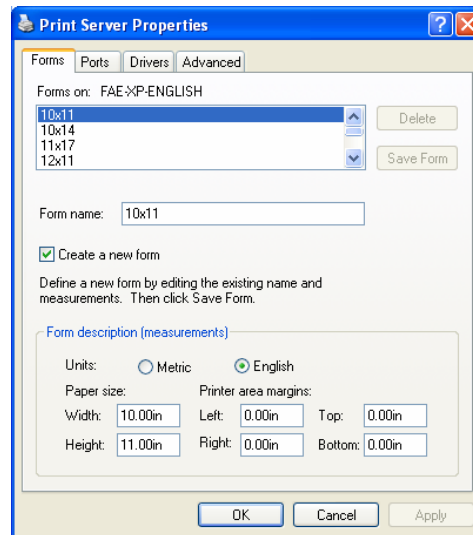 Print Server Properties
Forms Ports Drivers Advanced
Forms on: FAE-XP-ENGLISH
10x11
10x14
11x17
12x11
Delete
Save Form
Form name: 10x11
Create a new form
Define a new form by editing the existing name and
measurements. Then click Save Form.
Form description (measurements)
Units: Metric English
Paper size: Printer area margins:
Width: 10.00in Left: 0.00in Top: 0.00in
Height: 11.00in Right: 0.00in Bottom: 0.00in
OK Cancel Apply